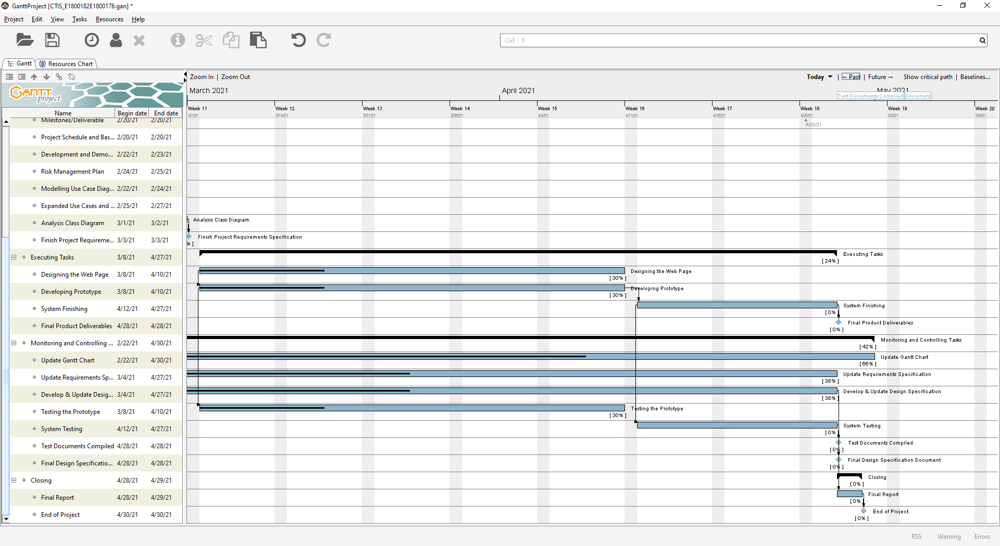 GanttProject [CTIS_E1800182E1800176.gan] *
Project Edit View Tasks Resources Help
Ctrl + F
Gantt Resources Chart
Zoom In | Zoom Out
Today | ←Past | Future→ Show critical path | Baselines...
GANTT project
March 2021 April 2021 May 2021
Test Documents Compiled Document
Name Begin date End date
Week 11 Week 12 Week 13 Week 14 Week 15 Week 16 Week 17 Week 18 Week 19 Week 20
3/7/21 3/14/21 3/21/21 3/28/21 4/4/21 4/11/21 4/18/21 4/25/21 5/2/21 5/9/21
4/25/21
Milestones/Deliverable 2/20/21 2/20/21
Project Schedule and Bas... 2/20/21 2/20/21
Development and Demo... 2/22/21 2/23/21
Risk Management Plan 2/24/21 2/25/21
Modelling Use Case Diag... 2/22/21 2/24/21
Expanded Use Cases and ... 2/25/21 2/27/21
Analysis Class Diagram 3/1/21 3/2/21
Finish Project Requireme... 3/3/21 3/3/21
Executing Tasks 3/8/21 4/27/21
Designing the Web Page 3/8/21 4/10/21
Developing Prototype 3/8/21 4/10/21
System Finishing 4/12/21 4/27/21
Final Product Deliverables 4/28/21 4/28/21
Monitoring and Controlling ... 2/22/21 4/30/21
Update Gantt Chart 2/22/21 4/30/21
Update Requirements Sp... 3/4/21 4/27/21
Develop & Update Desig... 3/4/21 4/27/21
Testing the Prototype 3/8/21 4/10/21
System Testing 4/12/21 4/27/21
Test Documents Compiled 4/28/21 4/28/21
Final Design Specificatio... 4/28/21 4/28/21
Closing 4/28/21 4/29/21
Final Report 4/28/21 4/29/21
End of Project 4/30/21 4/30/21
Analysis Class Diagram
Finish Project Requirements Specification
% ]
Executing Tasks
[ 24% ]
Designing the Web Page
[ 30% ]
Developing Prototype
[ 30% ]
System Finishing
[ 0% ]
Final Product Deliverables
[ 0% ]
Monitoring and Controlling Tasks
[ 42% ]
Update Gantt Chart
[ 66% ]
Update Requirements Specification
[ 38% ]
Develop & Update Design Specification
[ 38% ]
Testing the Prototype
[ 30% ]
System Testing
[ 0% ]
Test Documents Compiled
[ 0% ]
Final Design Specification Document
[ 0% ]
Closing
[ 0% ]
Final Report
[ 0% ]
End of Project
[ 0% ]
RSS Warning Errors